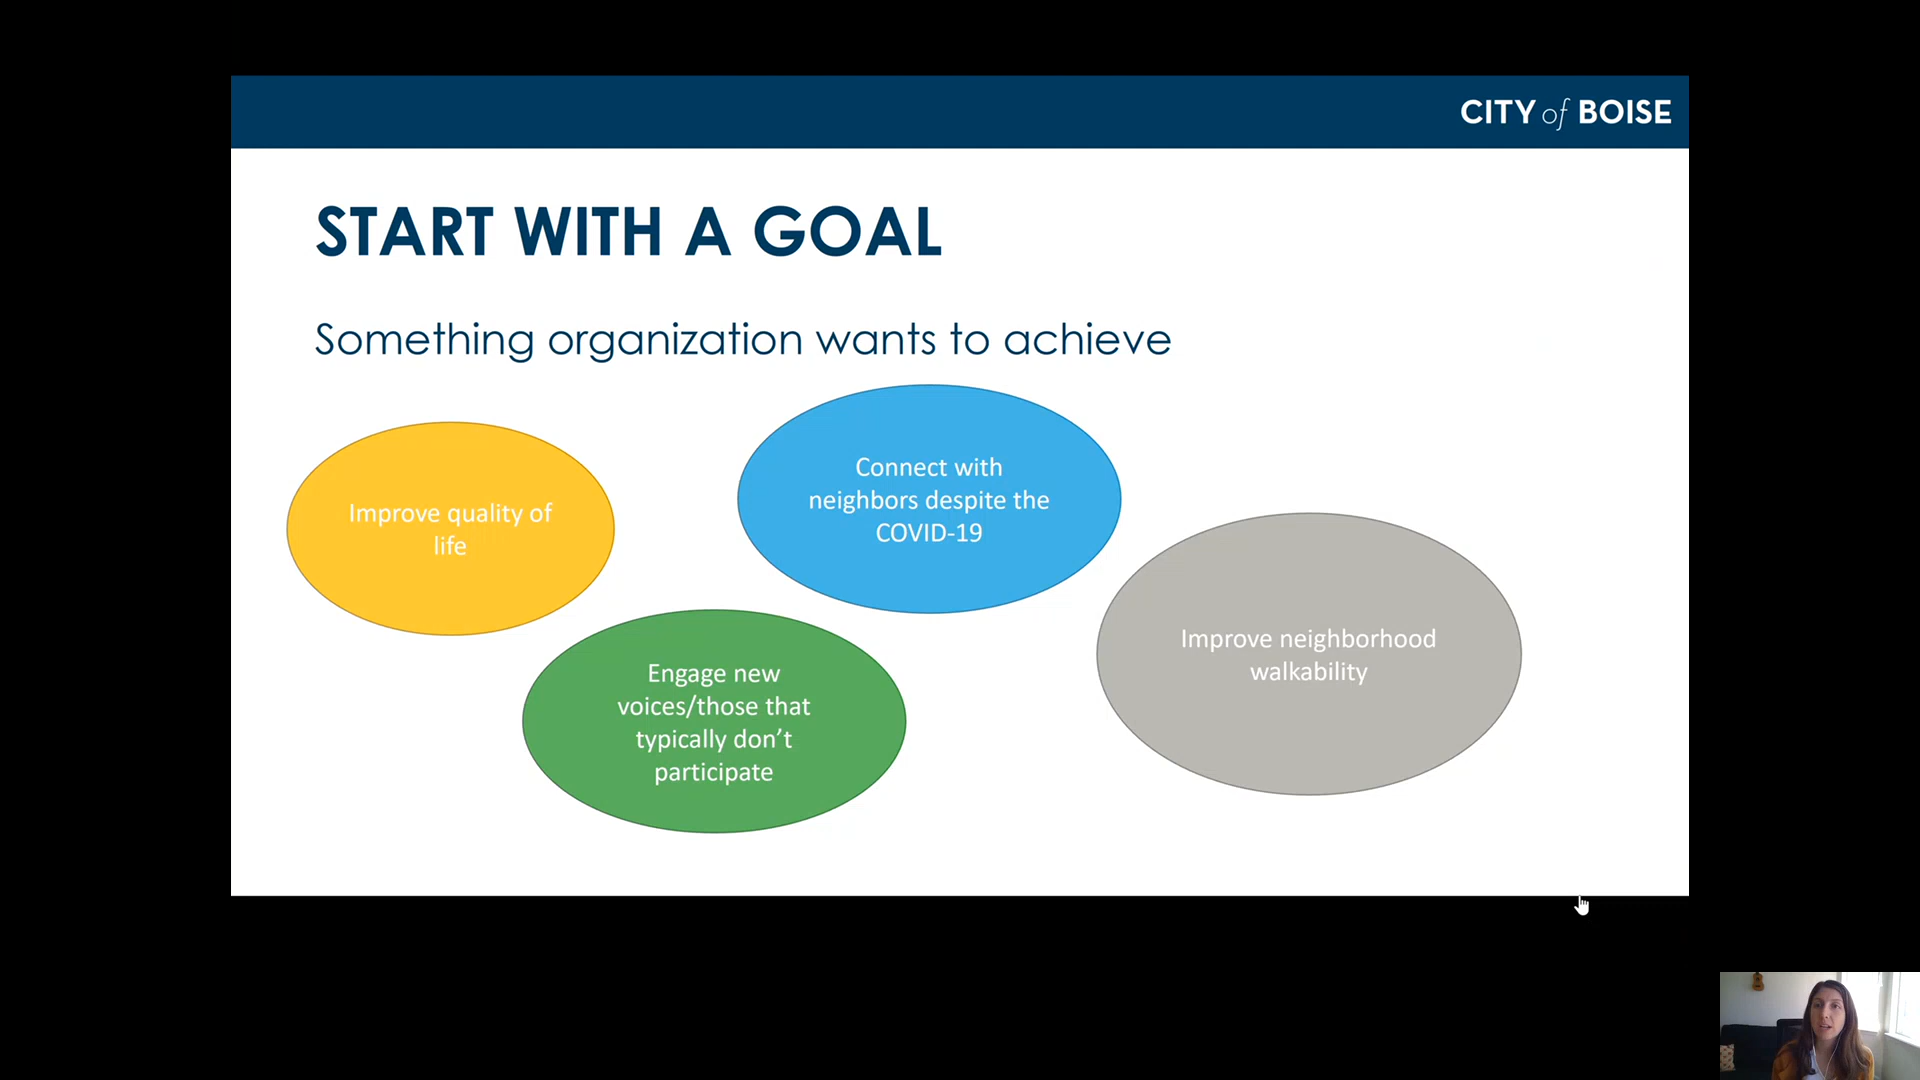 CITY of BOISE
START WITH A GOAL
Something organization wants to achieve
Improve quality of
life
Connect with
neighbors despite the
COVID-19
Engage new
voices/those that
typically don't
participate
Improve neighborhood
walkability